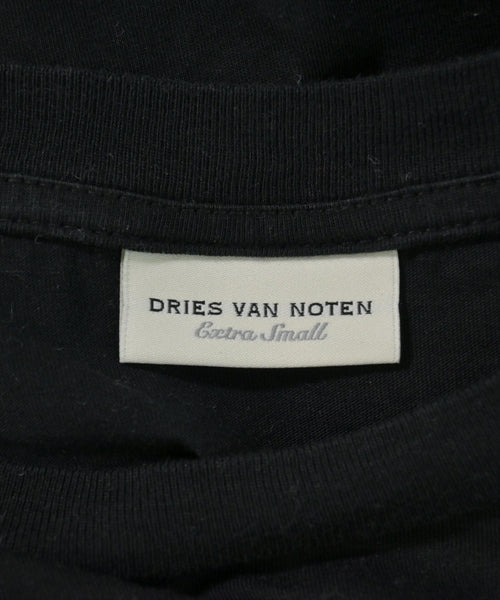 DRIES VAN NOTEN
Extra Small